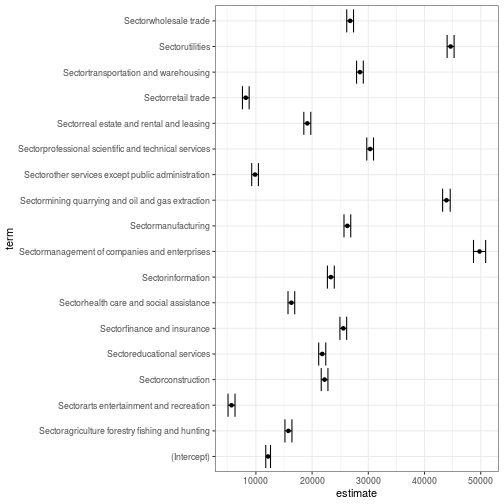 Sectorwholesale trade
Sectorutilities
Sectortransportation and warehousing
Sectorretail trade
Sectorreal estate and rental and leasing
Sectorprofessional scientific and technical services
Sectorother services except public administration
Sectormining quarrying and oil and gas extraction
Sectormanufacturing
term
Sectormanagement of companies and enterprises
Sectorinformation
Sectorhealth care and social assistance
Sectorfinance and insurance
Sectoreducational services
Sectorconstruction
Sectorarts entertainment and recreation
Sectoragriculture forestry fishing and hunting
(Intercept)
10000 20000 30000 40000 50000
estimate